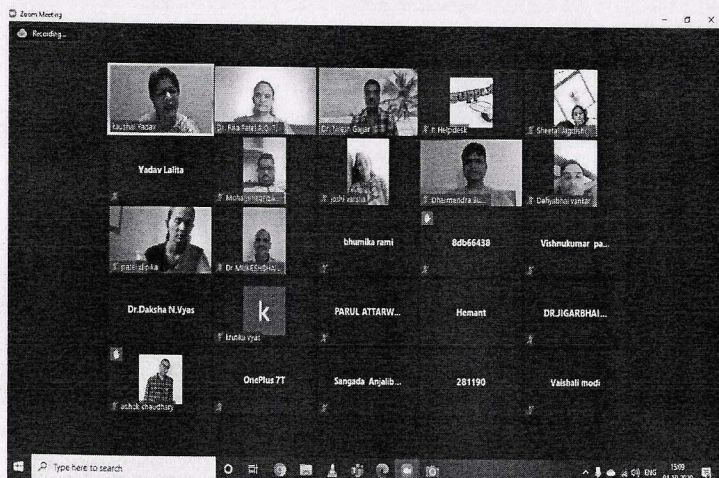 Zoom Meeting
Recording...
Kaushal Yadav
Dr. Nilesh Gajjar
It Helpdesk
Sheetal Jagdish
Yadav Lalita
joshi varsha
Dharmendra
Dahyabhai vankar
patel dipika
Dr MUKESHBHAI...
bhumika rami
8db66438
Vishnukumar pa...
Dr.Daksha N.Vyas
k
krutika vyas
PARUL ATTARW...
Hemant
DR.JIGARBHAI...
ashok chaudhary
OnePlus 7T
Sangada Anjalib...
281190
Vaishali modi
Type here to search
ENG
15:09